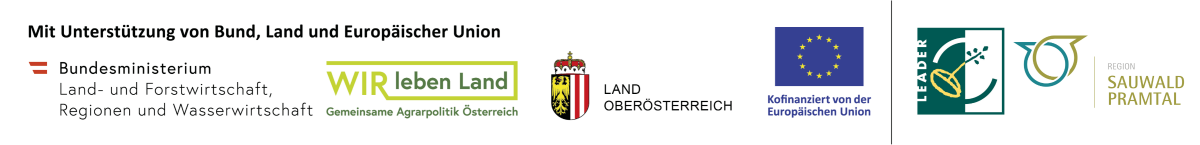 Mit Unterstützung von Bund, Land und Europäischer Union
Bundesministerium
Land- und Forstwirtschaft,
Regionen und Wasserwirtschaft
WIR leben Land
Gemeinsame Agrarpolitik Österreich
LAND
OBERÖSTERREICH
Kofinanziert von der
Europäischen Union
LEADER
REGION
SAUWALD
PRAMTAL